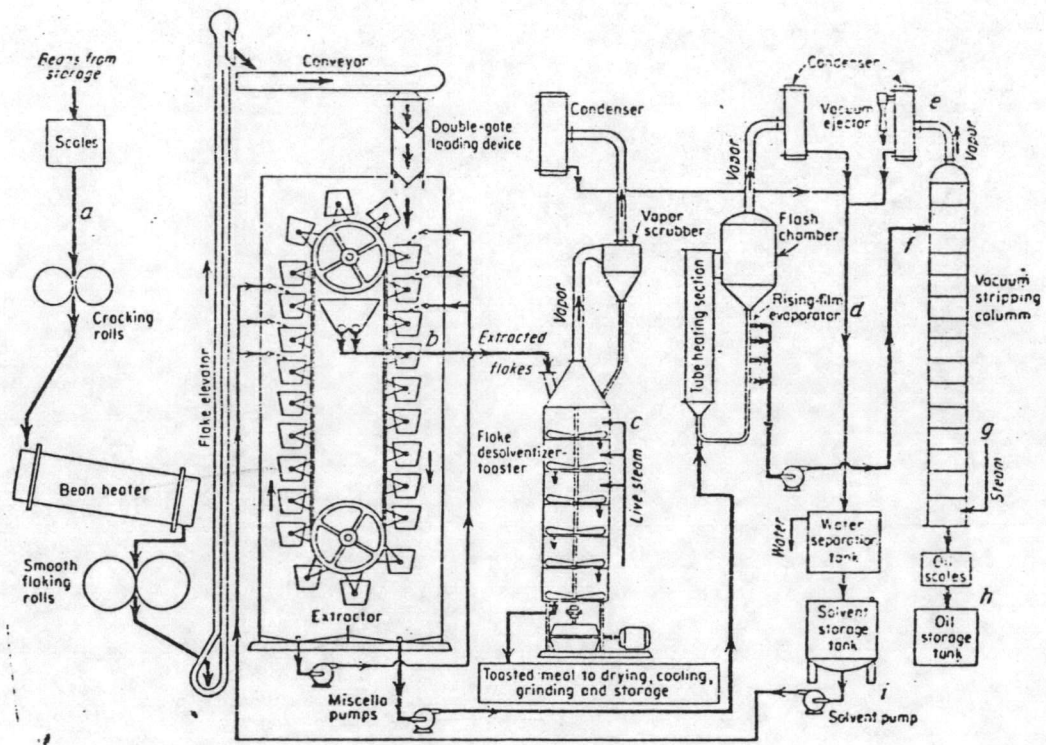 Beans from
storage
Scales
a
Cracking
rolls
Bean heater
Smooth
flaking
rolls
Flake elevator
Conveyor
Double-gate
loading device
b
Extracted
flakes
Extractor
Miscella
pumps
Condenser
Vapor
Vapor
scrubber
Flake
desolventizer-
toaster
c
Live steam
Toasted meal to drying, cooling,
grinding and storage
Tube heating section
Vapor
Flash
chamber
Rising-film
evaporator
Condenser
Vacuum
ejector
d
e
Vapor
f
Vacuum
stripping
column
g
Steam
Water
Water
separation
tank
Solvent
storage
tank
i
Solvent pump
Oil
scales
h
Oil
storage
tank